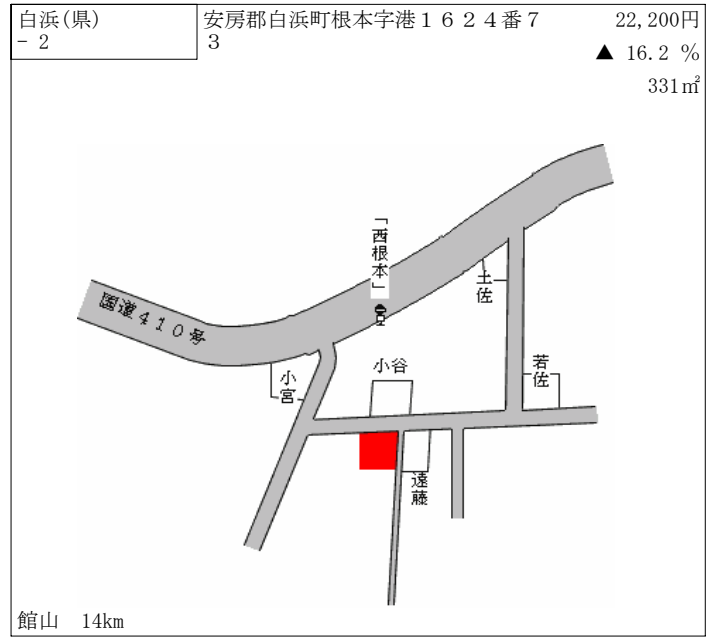 白浜(県)
- 2
安房郡白浜町根本字港１６２４番７
３
22,200円
▲ 16.2 %
331㎡
「西根本」
土佐
国道４１０号
小谷
若佐
小宮
遠藤
館山 14km